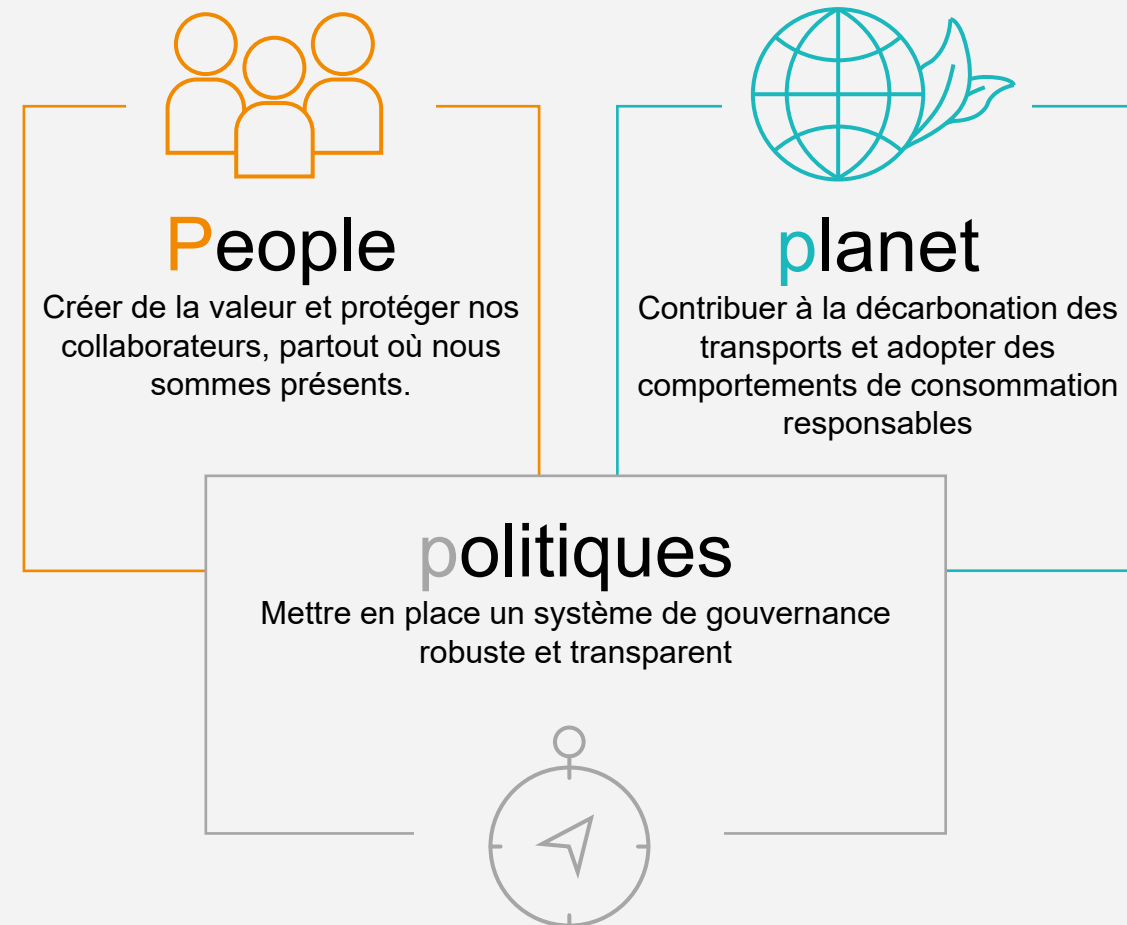 People
Créer de la valeur et protéger nos
collaborateurs, partout où nous
sommes présents.
planet
Contribuer à la décarbonation des
transports et adopter des
comportements de consommation
responsables
politiques
Mettre en place un système de gouvernance
robuste et transparent